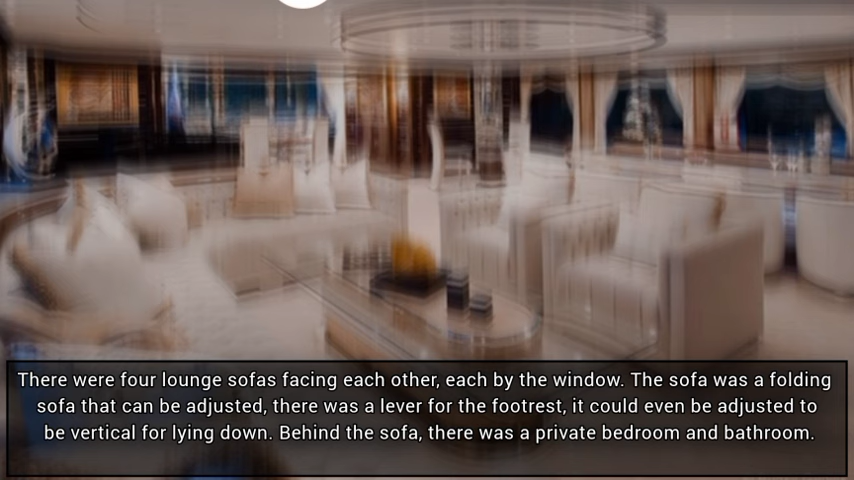 There were four lounge sofas facing each other, each by the window. The sofa was a folding
sofa that can be adjusted, there was a lever for the footrest, it could even be adjusted to
be vertical for lying down. Behind the sofa, there was a private bedroom and bathroom.